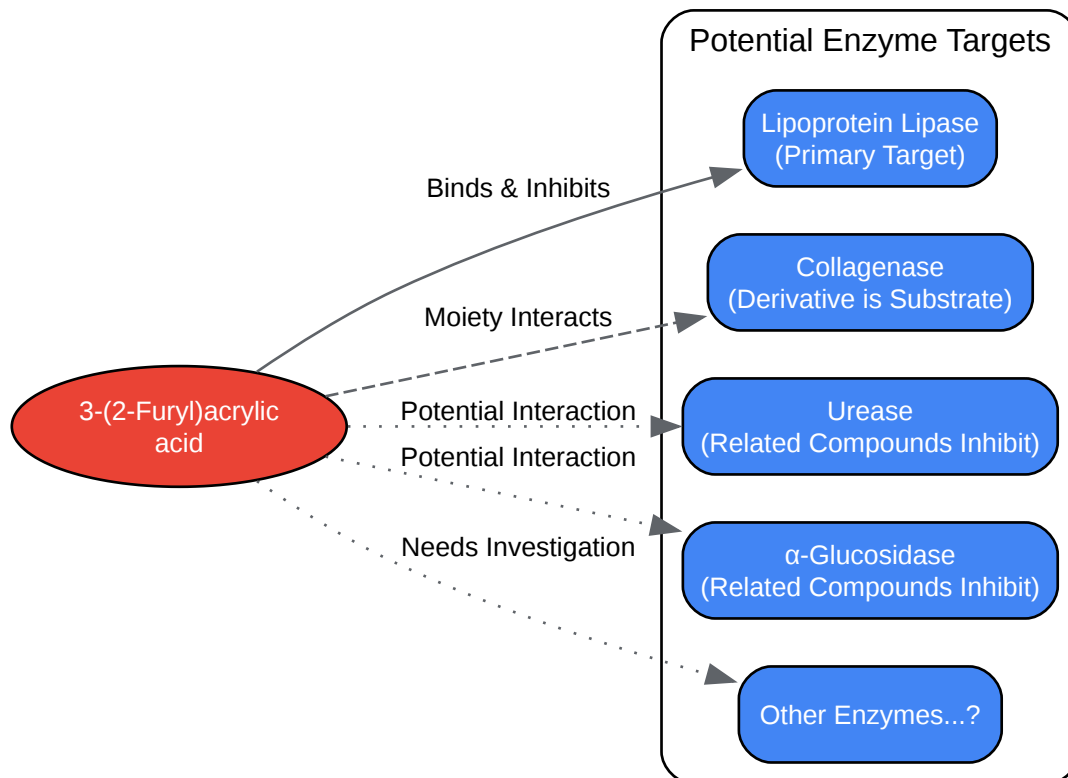 Potential Enzyme Targets
Lipoprotein Lipase
(Primary Target)
Binds & Inhibits
Collagenase
(Derivative is Substrate)
Moiety Interacts
3-(2-Furyl)acrylic
acid
Potential Interaction
Urease
(Related Compounds Inhibit)
Potential Interaction
α-Glucosidase
(Related Compounds Inhibit)
Needs Investigation
Other Enzymes...?